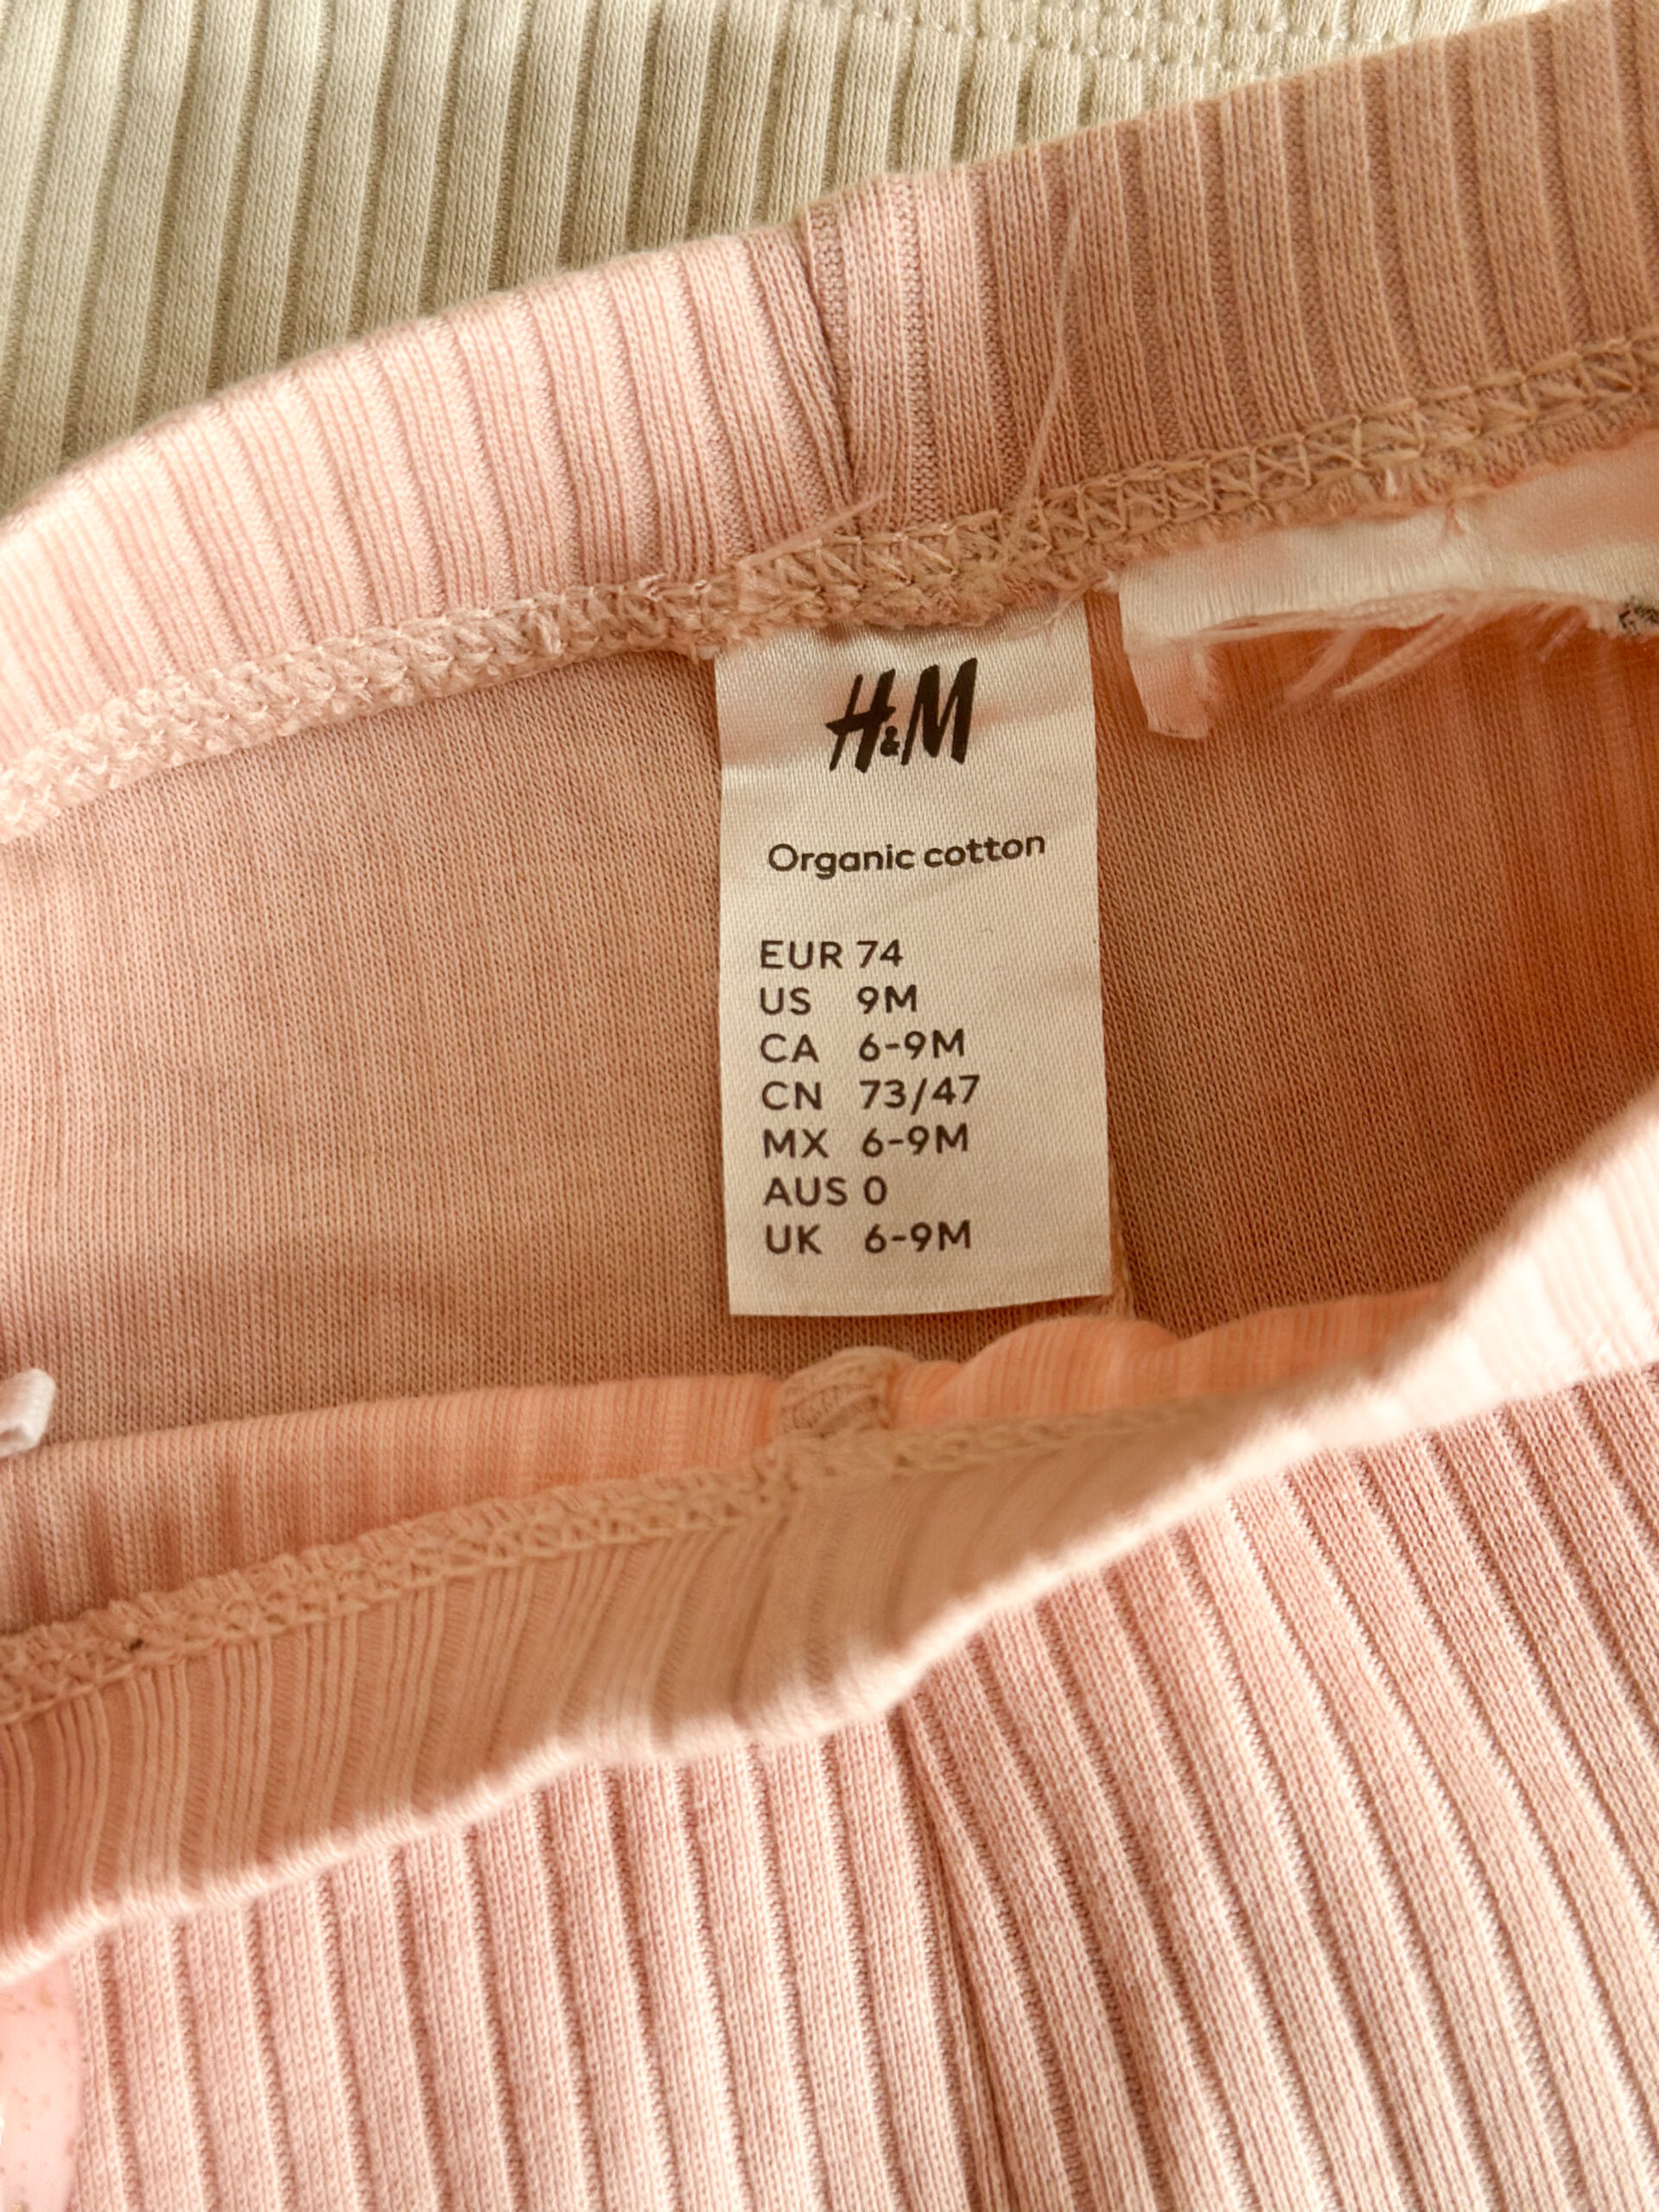 H&M
Organic cotton
EUR 74
US 9M
CA 6-9M
CN 73/47
MX 6-9M
AUS 0
UK 6-9M